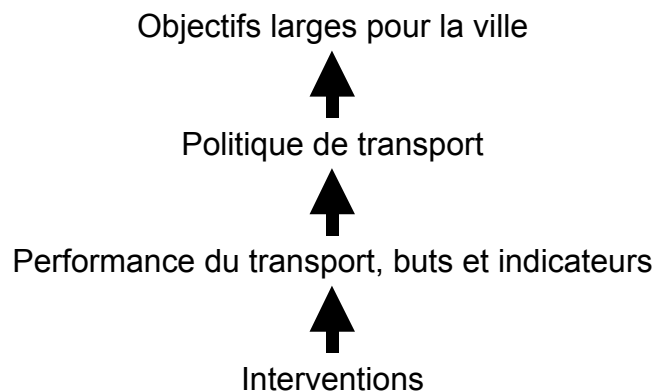 Objectifs larges pour la ville
Politique de transport
Performance du transport, buts et indicateurs
Interventions